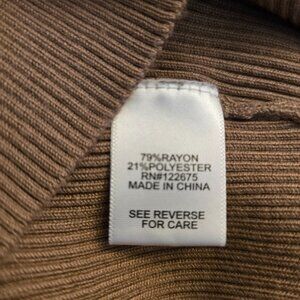 79%RAYON
21%POLYESTER
RN#122675
MADE IN CHINA
SEE REVERSE
FOR CARE